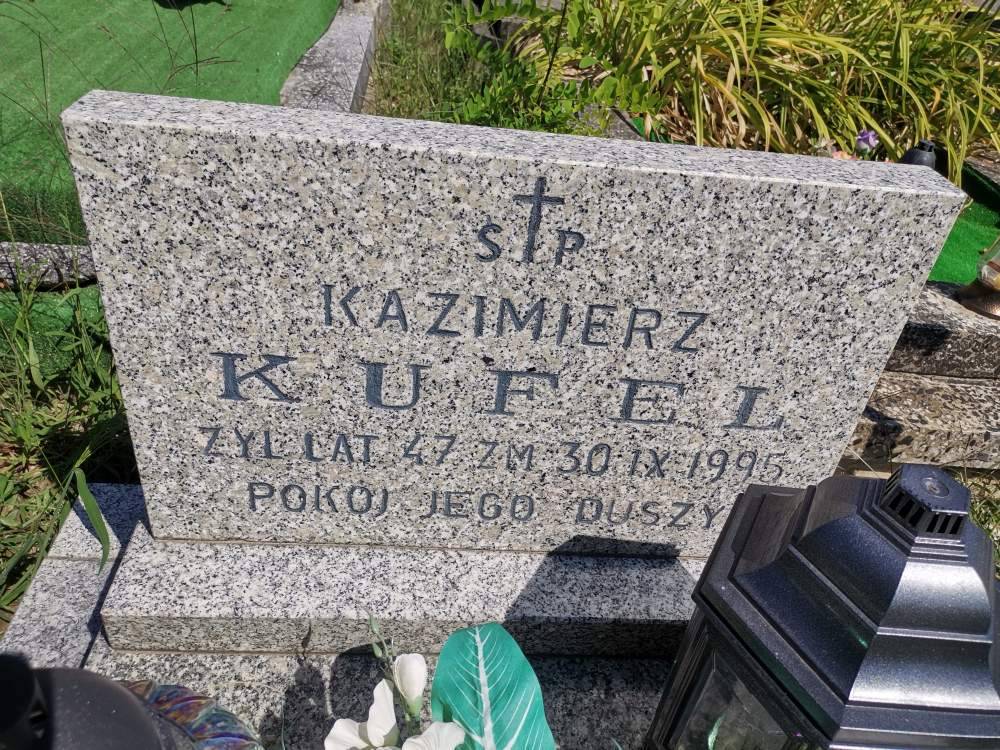 Ś P
KAZIMIERZ
KUFEL
ŻYŁ LAT 47 ZM 30 IX 1995
POKÓJ JEGO DUSZY